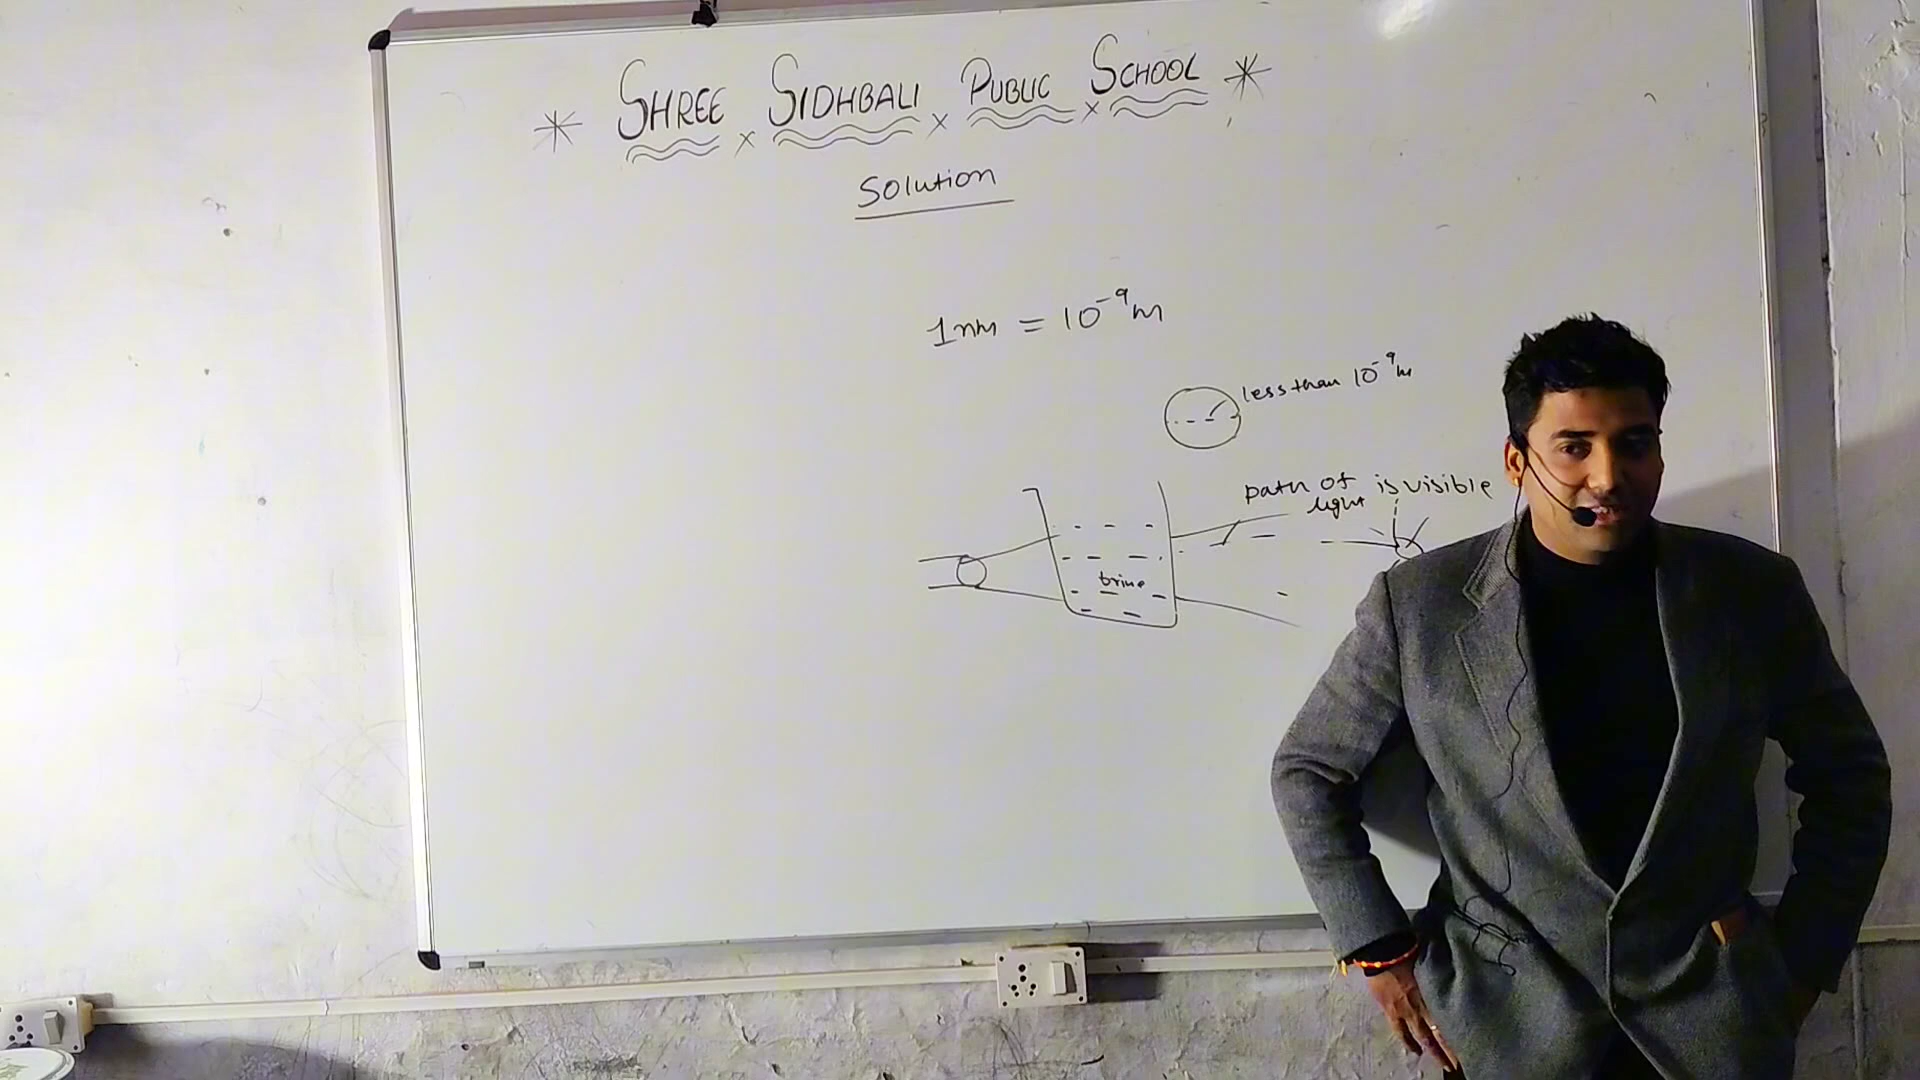 * SHREE x SIDHBALI x PUBLIC x SCHOOL *
Solution
1nm = 10⁻⁹m
less than 10⁻⁹m
path of is visible
light
brine